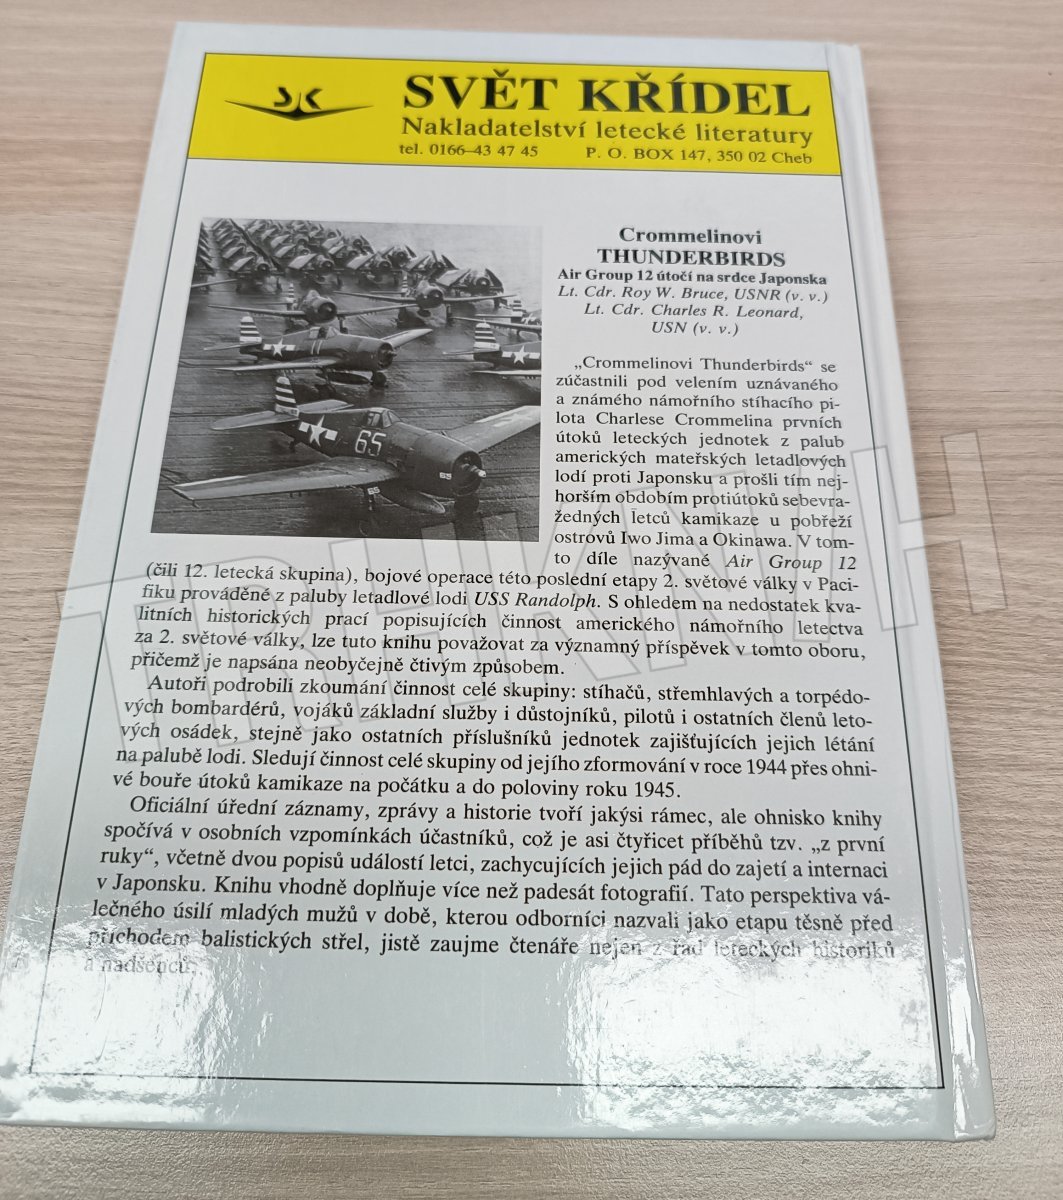 SK
SVĚT KŘÍDEL
Nakladatelství letecké literatury
tel. 0166–43 47 45 P. O. BOX 147, 350 02 Cheb
Crommelinovi
THUNDERBIRDS
Air Group 12 útočí na srdce Japonska
Lt. Cdr. Roy W. Bruce, USNR (v. v.)
Lt. Cdr. Charles R. Leonard,
USN (v. v.)
11
65
„Crommelinovi Thunderbirds“ se
zúčastnili pod velením uznávaného
a známého námořního stíhacího pi-
lota Charlese Crommelina prvních
útoků leteckých jednotek z palub
amerických mateřských letadlových
lodí proti Japonsku a prošli tím nej-
horším obdobím protiútoků sebevra-
žedných letců kamikaze u pobřeží
ostrovů Iwo Jima a Okinawa. V tom-
to díle nazývané Air Group 12
(čili 12. letecká skupina), bojové operace této poslední etapy 2. světové války v Paci-
fiku prováděné z paluby letadlové lodi USS Randolph. S ohledem na nedostatek kva-
litních historických prací popisujících činnost amerického námořního letectva
za 2. světové války, lze tuto knihu považovat za významný příspěvek v tomto oboru,
přičemž je napsána neobyčejně čtivým způsobem.
Autoři podrobili zkoumání činnost celé skupiny: stíhačů, střemhlavých a torpédo-
vých bombardérů, vojáků základní služby i důstojníků, pilotů i ostatních členů leto-
vých osádek, stejně jako ostatních příslušníků jednotek zajišťujících jejich létání
na palubě lodi. Sledují činnost celé skupiny od jejího zformování v roce 1944 přes ohni-
vé bouře útoků kamikaze na počátku a do poloviny roku 1945.
Oficiální úřední záznamy, zprávy a historie tvoří jakýsi rámec, ale ohnisko knihy
spočívá v osobních vzpomínkách účastníků, což je asi čtyřicet příběhů tzv. „z první
ruky“, včetně dvou popisů událostí letci, zachycujících jejich pád do zajetí a internaci
v Japonsku. Knihu vhodně doplňuje více než padesát fotografií. Tato perspektiva vá-
lečného úsilí mladých mužů v době, kterou odborníci nazvali jako etapu těsně před
příchodem balistických střel, jistě zaujme čtenáře nejen z řad leteckých historiků
a nadšenců.
TRHKNIH